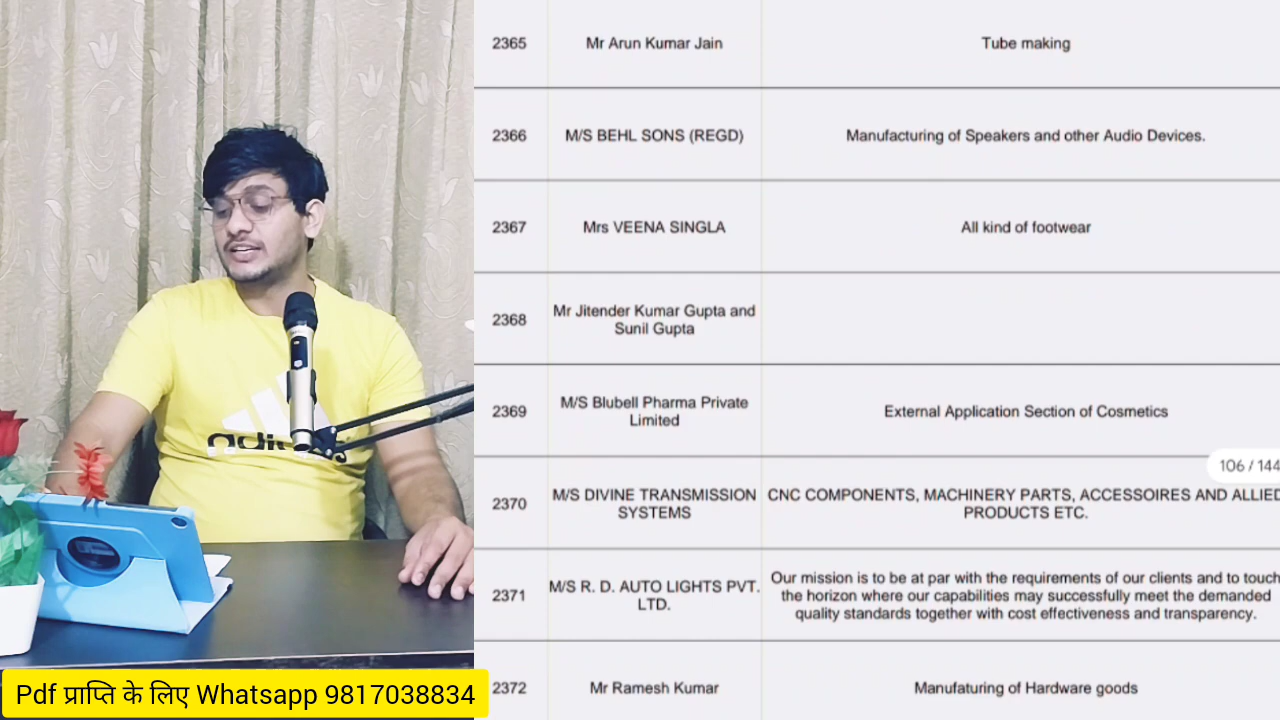 2365 Mr Arun Kumar Jain Tube making
2366 M/S BEHL SONS (REGD) Manufacturing of Speakers and other Audio Devices.
2367 Mrs VEENA SINGLA All kind of footwear
2368 Mr Jitender Kumar Gupta and
Sunil Gupta
2369 M/S Blubell Pharma Private
Limited
External Application Section of Cosmetics
106 / 144
2370 M/S DIVINE TRANSMISSION
SYSTEMS
CNC COMPONENTS, MACHINERY PARTS, ACCESSOIRES AND ALLIED
PRODUCTS ETC.
2371 M/S R. D. AUTO LIGHTS PVT.
LTD.
Our mission is to be at par with the requirements of our clients and to touch
the horizon where our capabilities may successfully meet the demanded
quality standards together with cost effectiveness and transparency.
2372 Mr Ramesh Kumar Manufaturing of Hardware goods
Pdf प्राप्ति के लिए Whatsapp 9817038834